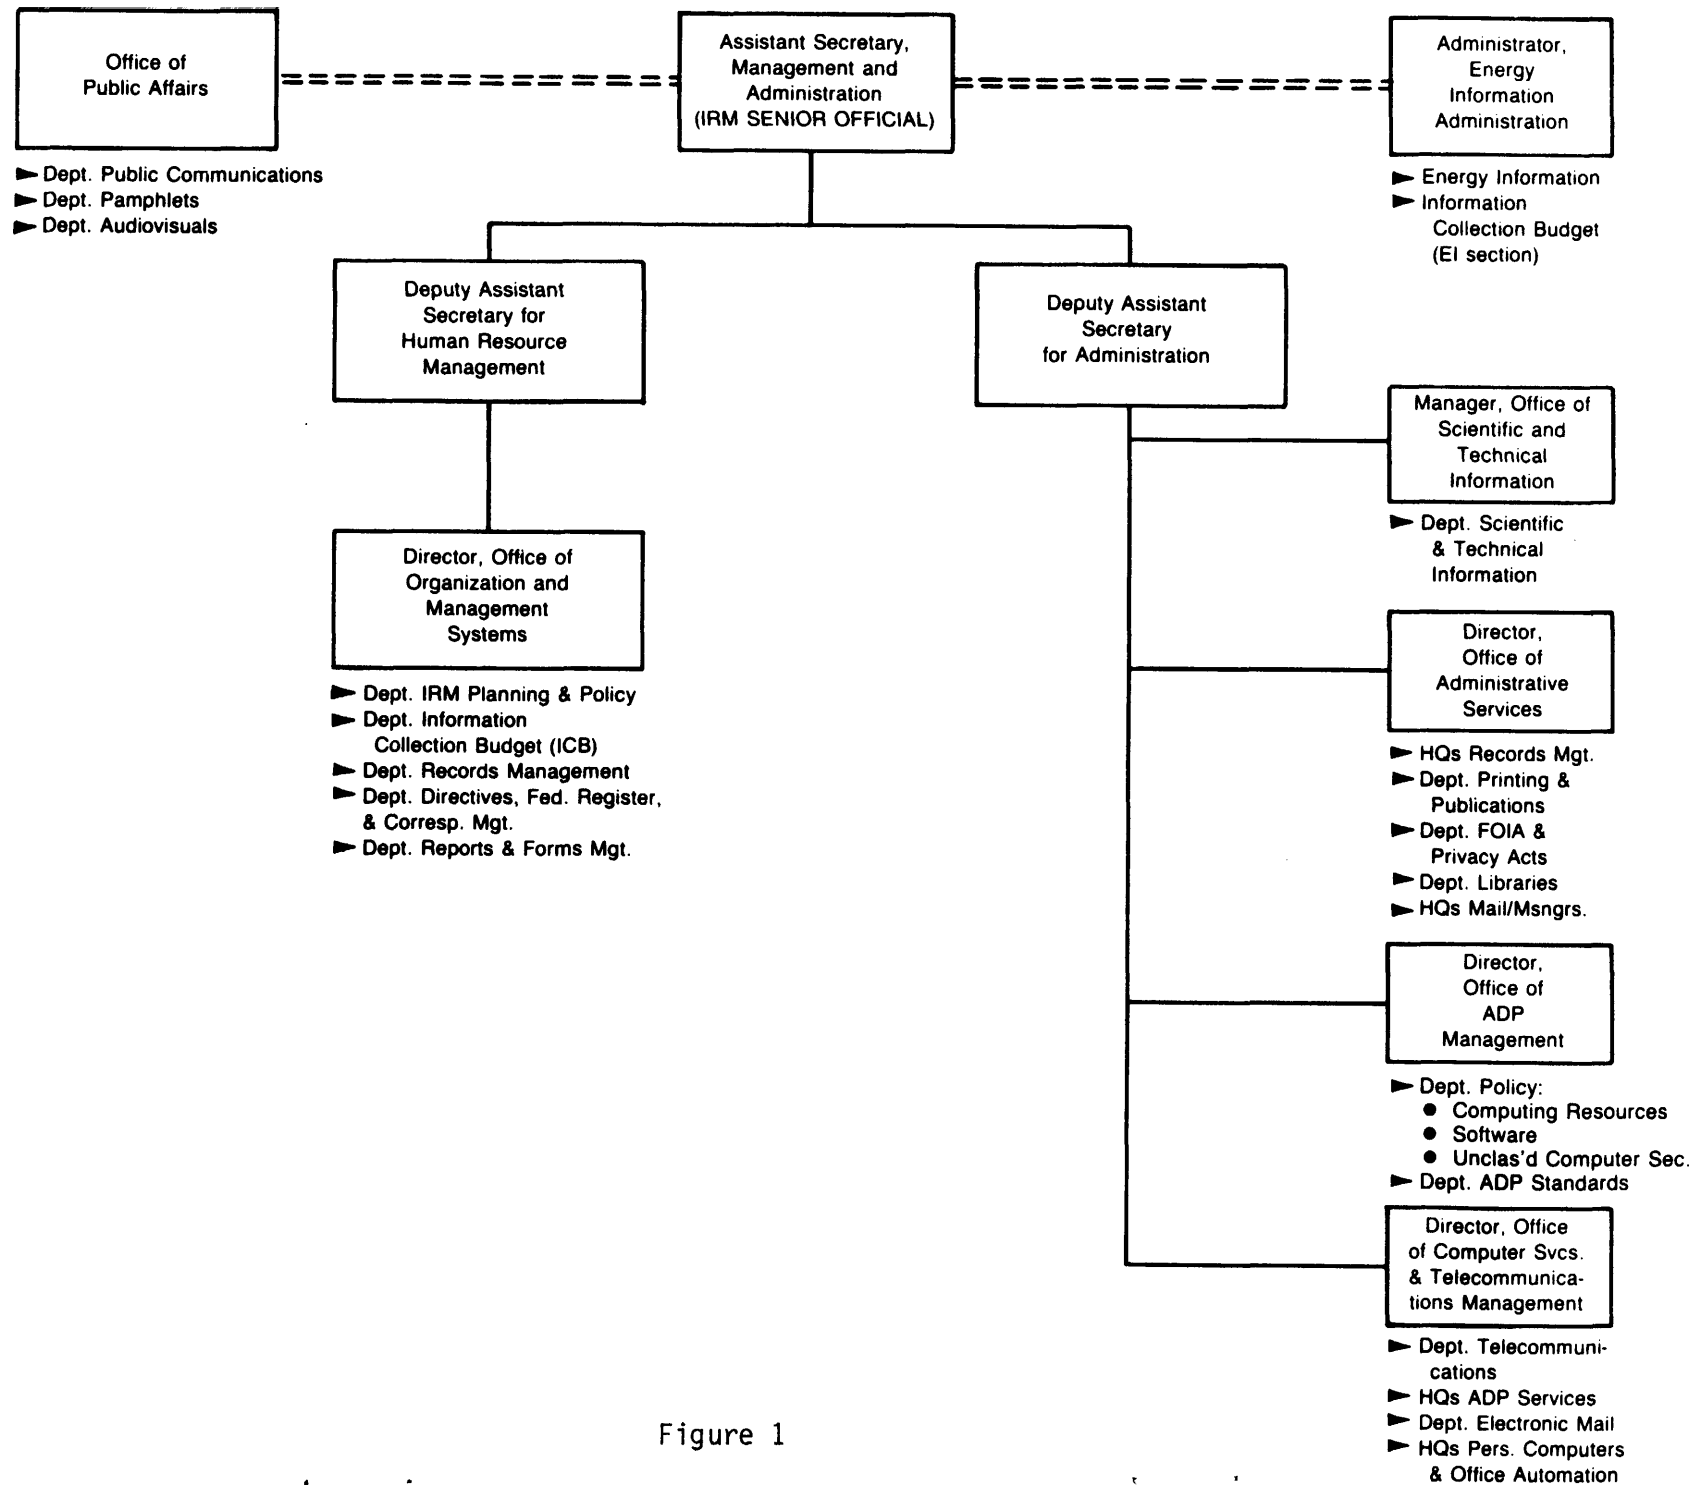 Office of
Public Affairs
Dept. Public Communications
Dept. Pamphlets
Dept. Audiovisuals
Assistant Secretary,
Management and
Administration
(IRM SENIOR OFFICIAL)
Administrator,
Energy
Information
Administration
Energy Information
Information
Collection Budget
(EI section)
Deputy Assistant
Secretary for
Human Resource
Management
Deputy Assistant
Secretary
for Administration
Director, Office of
Organization and
Management
Systems
Dept. IRM Planning & Policy
Dept. Information
Collection Budget (ICB)
Dept. Records Management
Dept. Directives, Fed. Register,
& Corresp. Mgt.
Dept. Reports & Forms Mgt.
Manager, Office of
Scientific and
Technical
Information
Dept. Scientific
& Technical
Information
Director,
Office of
Administrative
Services
HQs Records Mgt.
Dept. Printing &
Publications
Dept. FOIA &
Privacy Acts
Dept. Libraries
HQs Mail/Msngrs.
Director,
Office of
ADP
Management
Dept. Policy:
● Computing Resources
● Software
● Unclas'd Computer Sec.
Dept. ADP Standards
Director, Office
of Computer Svcs.
& Telecommunica-
tions Management
Dept. Telecommuni-
cations
HQs ADP Services
Dept. Electronic Mail
HQs Pers. Computers
& Office Automation
Figure 1